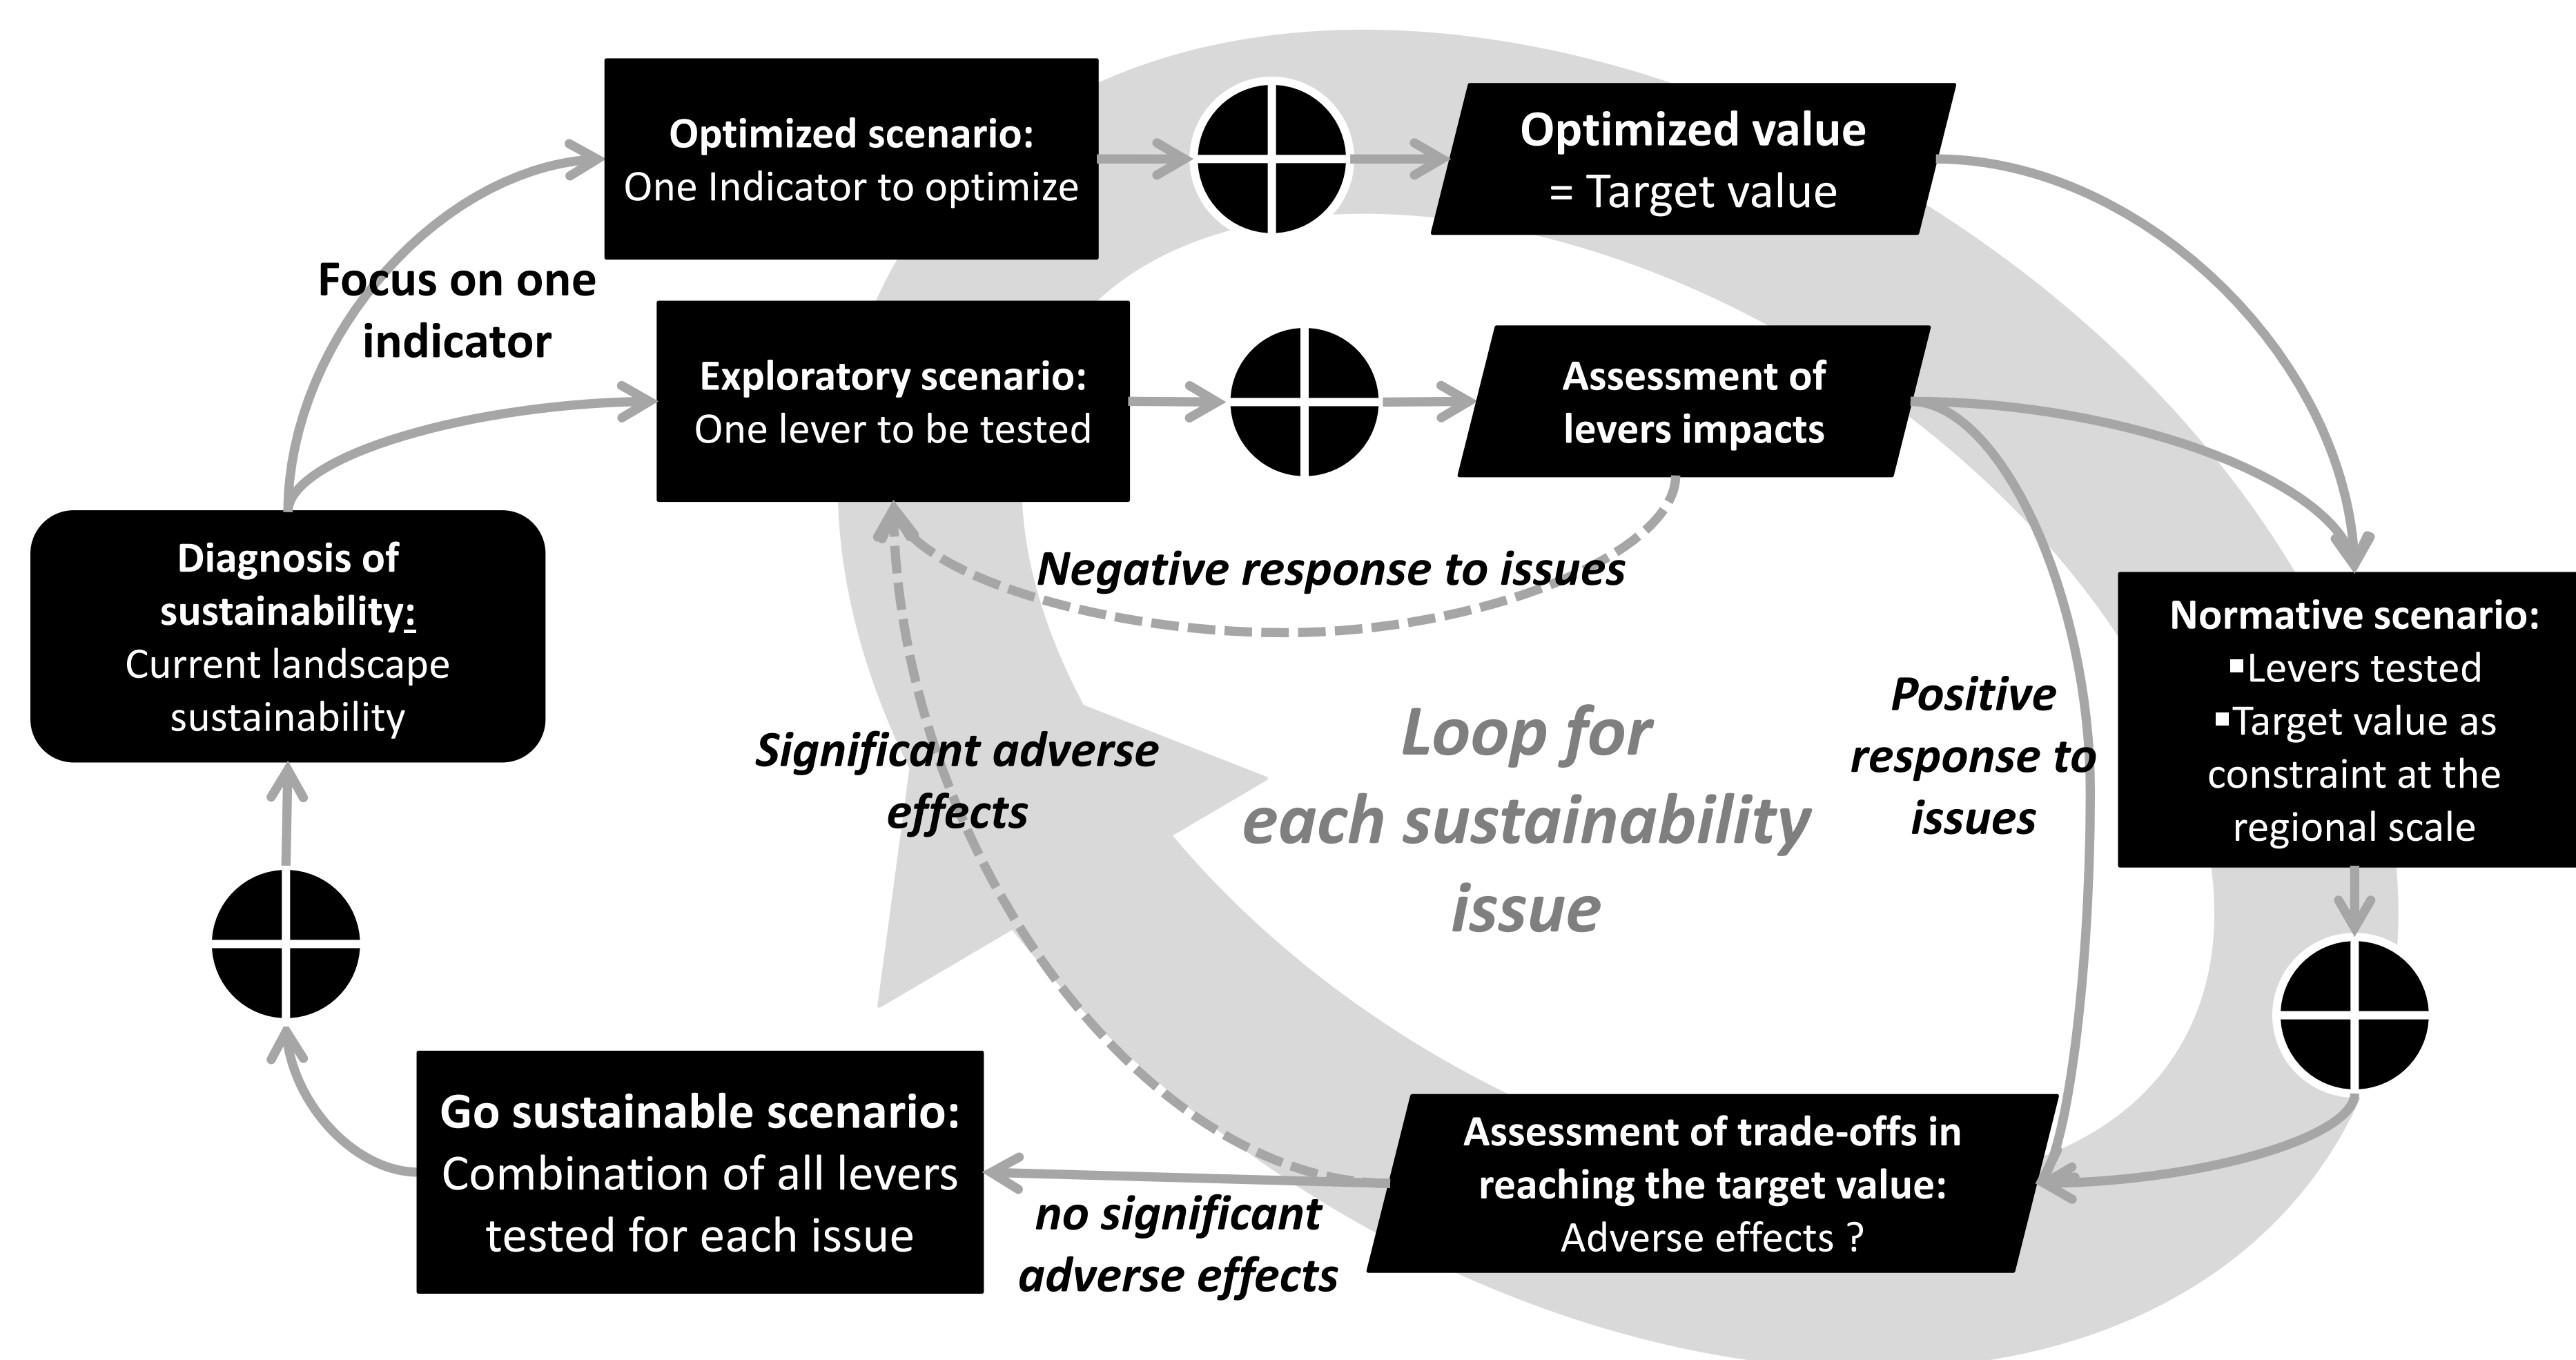 Optimized scenario:
One Indicator to optimize
Optimized value
= Target value
Focus on one
indicator
Exploratory scenario:
One lever to be tested
Assessment of
levers impacts
Diagnosis of
sustainability:
Current landscape
sustainability
Negative response to issues
Normative scenario:
▪Levers tested
▪Target value as
constraint at the
regional scale
Positive
response to
issues
Significant adverse
effects
Loop for
each sustainability
issue
Go sustainable scenario:
Combination of all levers
tested for each issue
no significant
adverse effects
Assessment of trade-offs in
reaching the target value:
Adverse effects ?